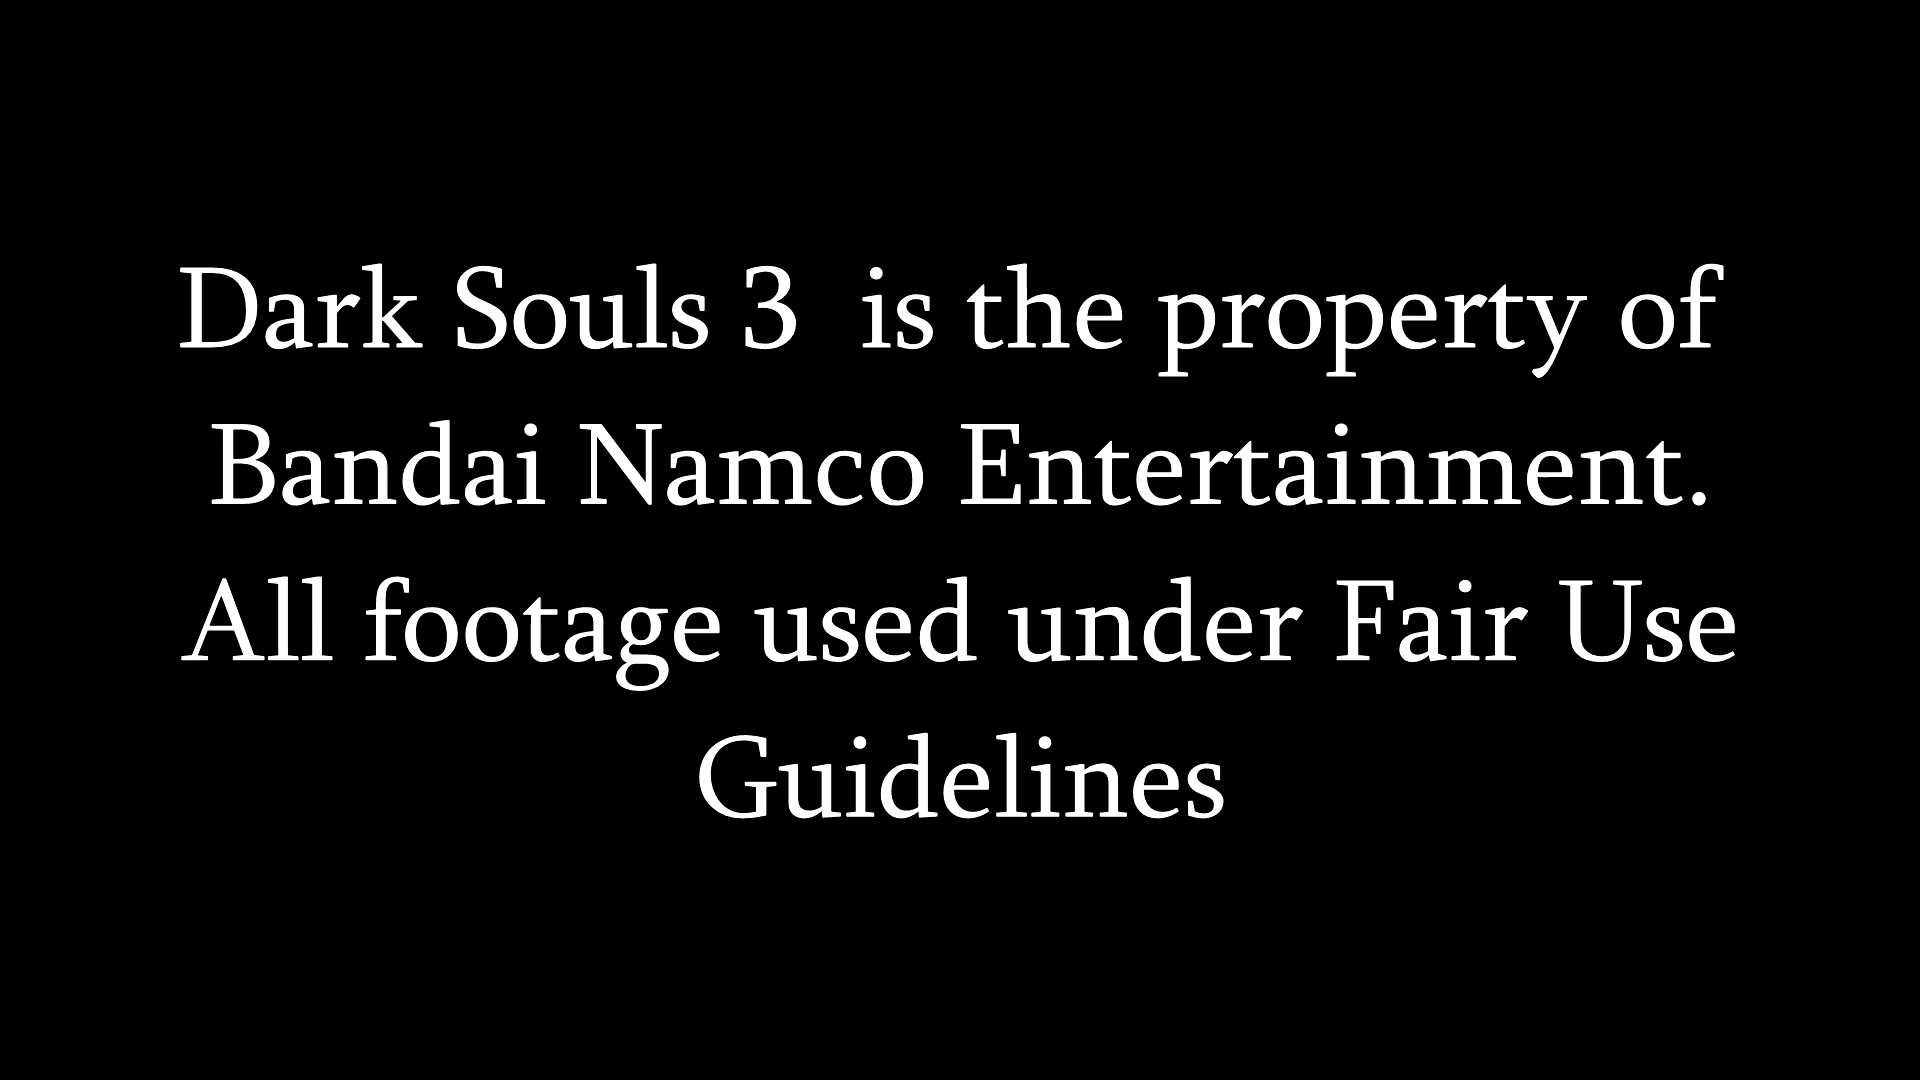 Dark Souls 3  is the property of
Bandai Namco Entertainment.
All footage used under Fair Use
Guidelines